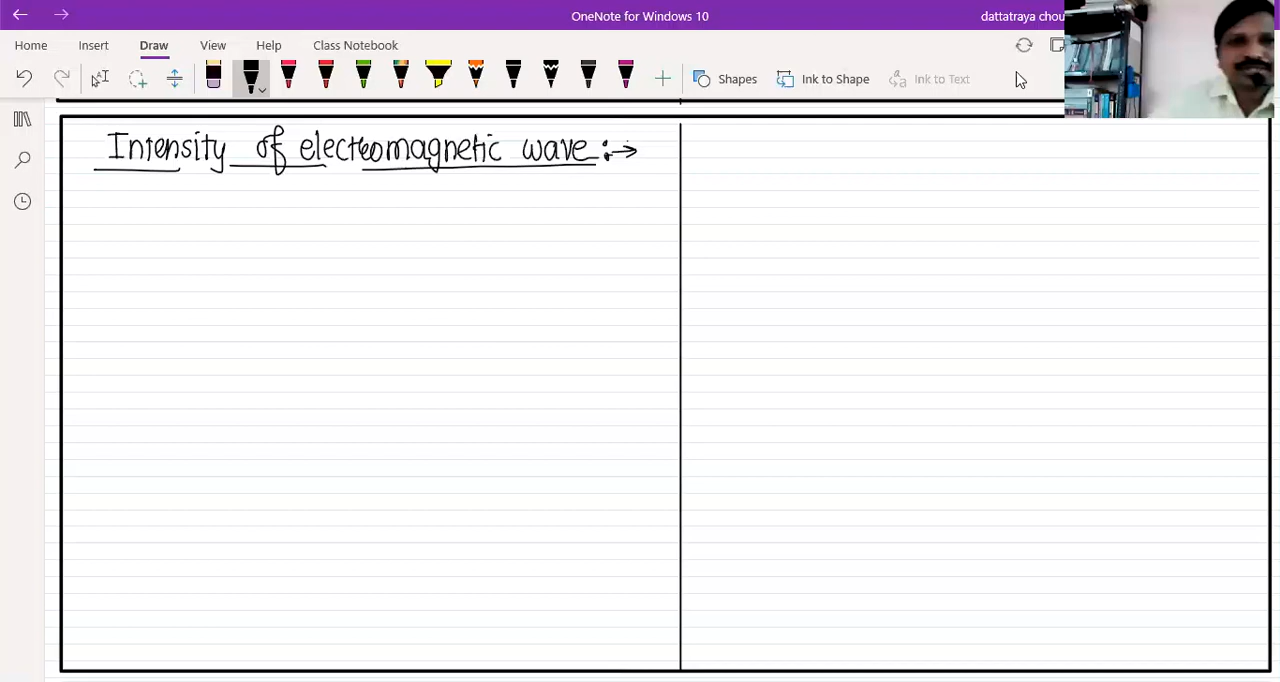 OneNote for Windows 10
dattatraya chou
Home Insert Draw View Help Class Notebook
Shapes Ink to Shape Ink to Text
Intensity of electromagnetic wave :→